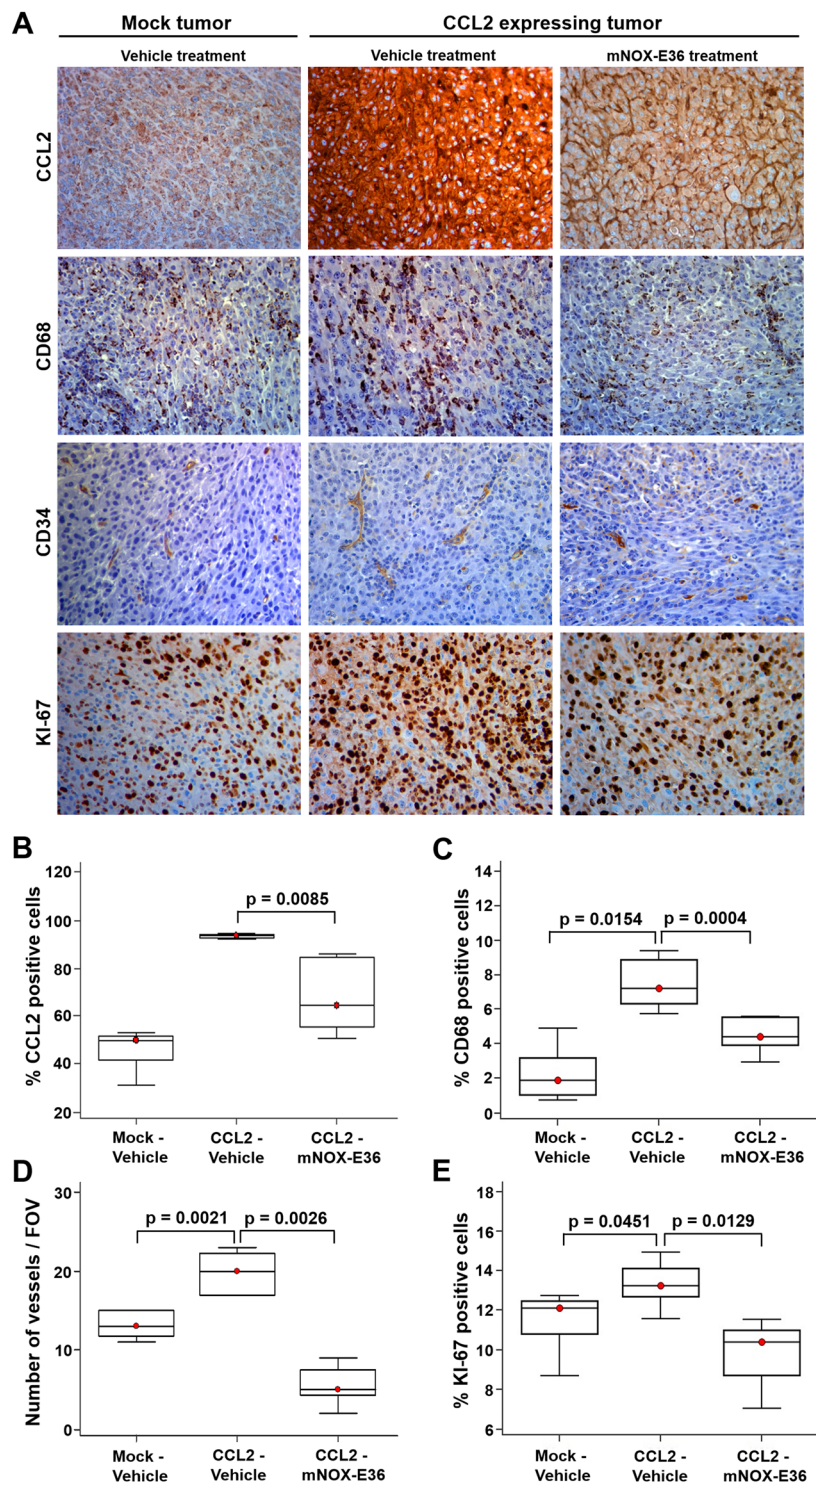 A
Mock tumor
CCL2 expressing tumor
Vehicle treatment
Vehicle treatment
mNOX-E36 treatment
CCL2
CD68
CD34
KI-67
B
% CCL2 positive cells
120
100
80
60
40
20
p = 0.0085
Mock -
Vehicle
CCL2 -
Vehicle
CCL2 -
mNOX-E36
C
% CD68 positive cells
14
12
10
8
6
4
2
0
p = 0.0154
p = 0.0004
Mock -
Vehicle
CCL2 -
Vehicle
CCL2 -
mNOX-E36
D
Number of vessels / FOV
30
20
10
0
p = 0.0021
p = 0.0026
Mock -
Vehicle
CCL2 -
Vehicle
CCL2 -
mNOX-E36
E
% KI-67 positive cells
18
16
14
12
10
8
6
p = 0.0451
p = 0.0129
Mock -
Vehicle
CCL2 -
Vehicle
CCL2 -
mNOX-E36